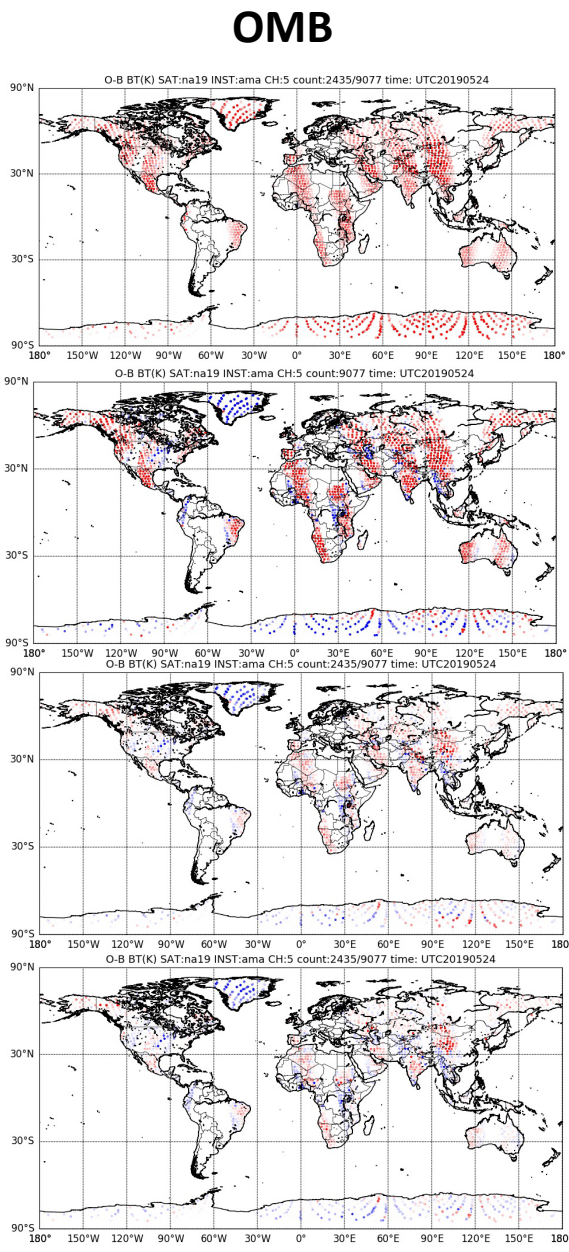 OMB
O-B BT(K) SAT:na19 INST:ama CH:5 count:2435/9077 time: UTC20190524
90°N
30°N
30°S
90°S
180° 150°W 120°W 90°W 60°W 30°W 0° 30°E 60°E 90°E 120°E 150°E 180°
O-B BT(K) SAT:na19 INST:ama CH:5 count:9077 time: UTC20190524
90°N
30°N
30°S
90°S
180° 150°W 120°W 90°W 60°W 30°W 0° 30°E 60°E 90°E 120°E 150°E 180°
O-B BT(K) SAT:na19 INST:ama CH:5 count:2435/9077 time: UTC20190524
90°N
30°N
30°S
90°S
180° 150°W 120°W 90°W 60°W 30°W 0° 30°E 60°E 90°E 120°E 150°E 180
O-B BT(K) SAT:na19 INST:ama CH:5 count:2435/9077 time: UTC20190524
90°N
30°N
30°S
90°S
180° 150°W 120°W 90°W 60°W 30°W 0° 30°E 60°E 90°E 120°E 150°E 180